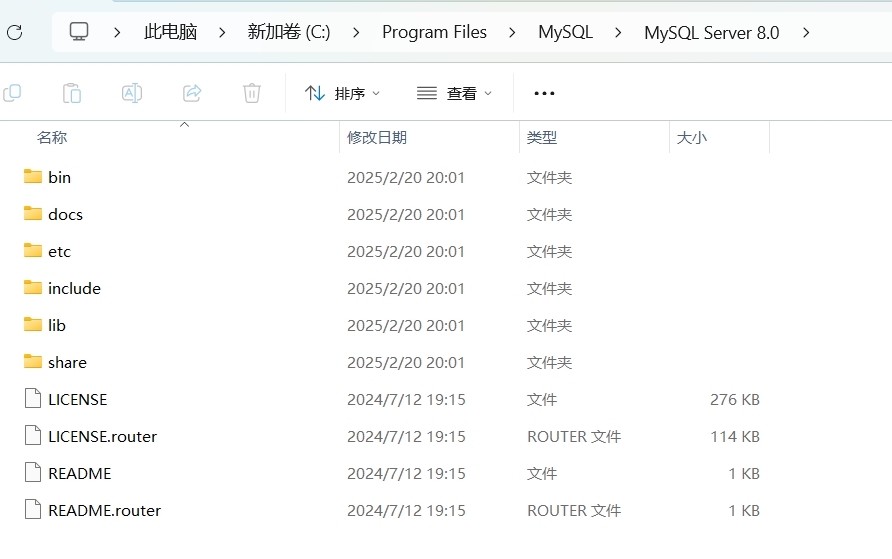 此电脑 > 新加卷 (C:) > Program Files > MySQL > MySQL Server 8.0 >
排序 查看
名称 修改日期 类型 大小
bin 2025/2/20 20:01 文件夹
docs 2025/2/20 20:01 文件夹
etc 2025/2/20 20:01 文件夹
include 2025/2/20 20:01 文件夹
lib 2025/2/20 20:01 文件夹
share 2025/2/20 20:01 文件夹
LICENSE 2024/7/12 19:15 文件 276 KB
LICENSE.router 2024/7/12 19:15 ROUTER 文件 114 KB
README 2024/7/12 19:15 文件 1 KB
README.router 2024/7/12 19:15 ROUTER 文件 1 KB